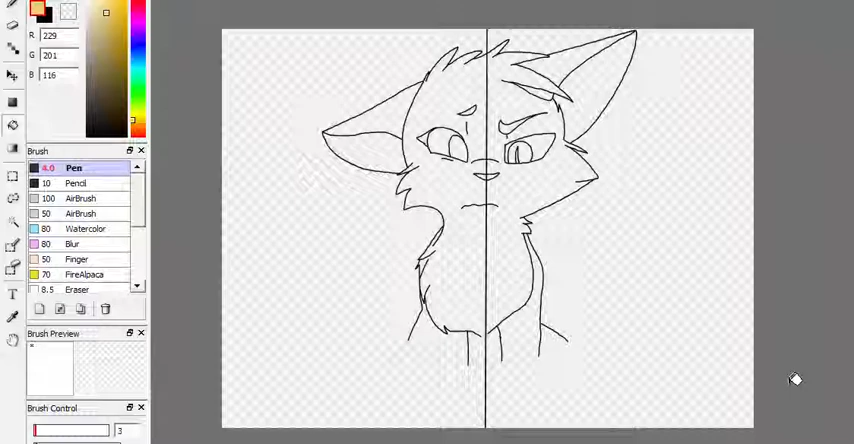 R 229
G 201
B 116
Brush
4.0 Pen
10 Pencil
100 AirBrush
50 AirBrush
80 Watercolor
80 Blur
50 Finger
70 FireAlpaca
8.5 Eraser
Brush Preview
Brush Control
3